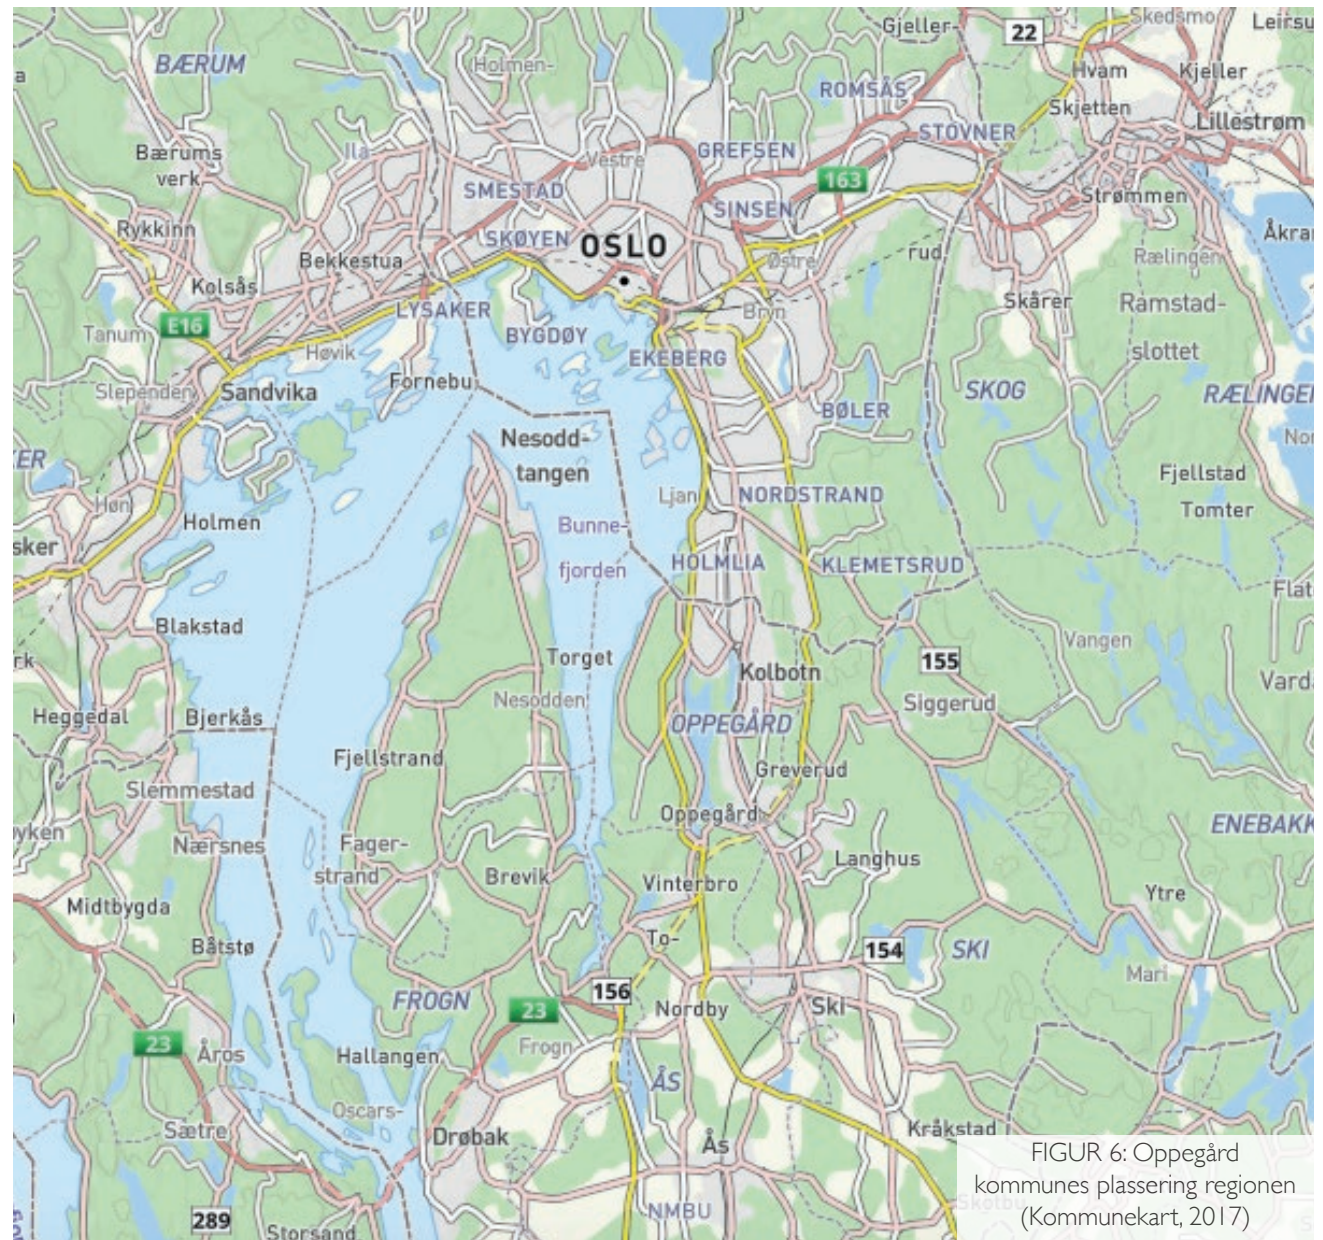 Skedsmo
Gjeller-
22
Leirsu
BÆRUM
Holmen-
Hvam
Kjeller
a
ROMSÅS
Skjetten
Lillestrøm
STOVNER
Bærums
verk
Ila
Vestre
GREFSEN
163
SMESTAD
Strømmen
SINSEN
Rykkinn
SKØYEN
OSLO
Åkra
Bekkestua
Østre
rud
Rælingen
Kolsås
Skårer
Ramstad-
slottet
LYSAKER
Bryn
E16
Tanum
BYGDØY
Høvik
EKEBERG
Slependen
Sandvika
Fornebu
SKOG
RÆLINGE
BØLER
Nesodd-
tangen
Nor
KER
Fjellstad
Ljan
NORDSTRAND
Høn
Tomter
Holmen
Bunne-
fjorden
sker
HOLMLIA
KLEMETSRUD
Flat
Blakstad
Vangen
rk
Torget
155
Kolbotn
Vard
Nesodden
Siggerud
Heggedal
Bjerkås
OPPEGÅRD
Fjellstrand
Greverud
Slemmestad
Oppegård
yken
ENEBAKK
Nærsnes
Fager-
strand
Langhus
Brevik
Vinterbro
Ytre
Midtbygda
To-
Båtstø
154
SKI
Mari
156
FROGN
23
Nordby
Ski
23
Åros
Hallangen
Frogn
ÅS
Oscars-
Sætre
Drøbak
Ås
Kråkstad
FIGUR 6: Oppegård
kommunes plassering regionen
(Kommunekart, 2017)
Skotbu
NMBU
289
Storsand